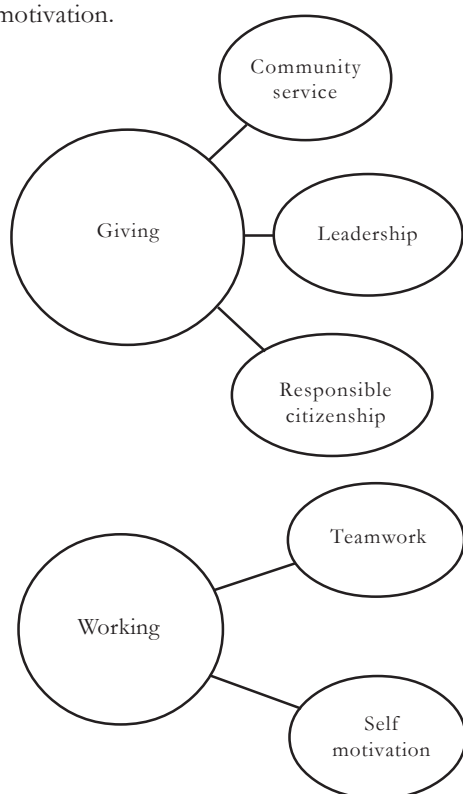 motivation.
Community
service
Giving
Leadership
Responsible
citizenship
Teamwork
Working
Self
motivation